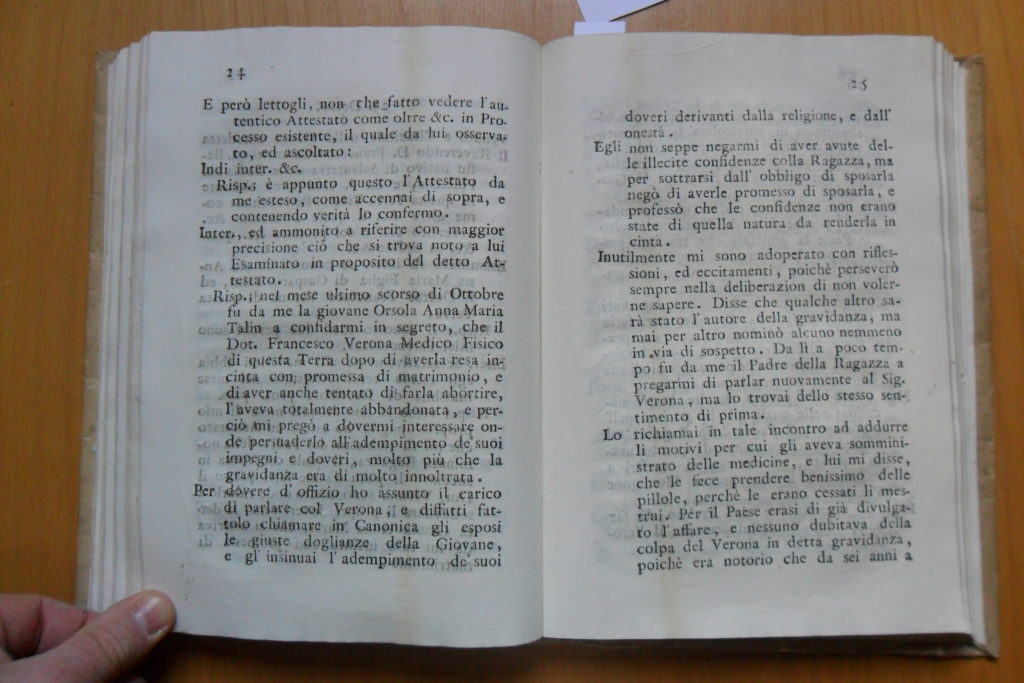 24
E però lettogli, non che fatto vedere l'au-
tentico Attestato come oltre &c. in Pro-
cesso esistente, il quale da lui osserva-
to, ed ascoltato:
Indi inter. &c.
Risp.; è appunto questo l'Attestato da
me esteso, come accennai di sopra, e
contenendo verità lo confermo.
Inter., ed ammonito a riferire con maggior
precisione ciò che si trova noto a lui
Esaminato in proposito del detto At-
testato.
Risp.; nel mese ultimo scorso di Ottobre
fu da me la giovane Orsola Anna Maria
Talin a confidarmi in segreto, che il
Dot. Francesco Verona Medico Fisico
di questa Terra dopo di averla resa in-
cinta con promessa di matrimonio, e
di aver anche tentato di farla abortire,
l'aveva totalmente abbandonata, e per-
ciò mi pregò a dovermi interessare on-
de persuaderlo all'adempimento de' suoi
impegni e doveri, molto più che la
gravidanza era di molto innoltrata.
Per dovere d'offizio ho assunto il carico
di parlare col Verona, e diffatti fat-
tolo chiamare in Canonica gli esposi
le giuste doglianze della Giovane,
e gl'insinuai l'adempimento de' suoi
25
doveri derivanti dalla religione, e dall'
onestà.
Egli non seppe negarmi di aver avute del-
le illecite confidenze colla Ragazza, ma
per sottrarsi dall'obbligo di sposarla
negò di averle promesso di sposarla, e
professò che le confidenze non erano
state di quella natura da renderla in
cinta.
Inutilmente mi sono adoperato con rifles-
sioni, ed eccitamenti, poichè perseverò
sempre nella deliberazion di non voler-
ne sapere. Disse che qualche altro sa-
rà stato l'autore della gravidanza, ma
mai per altro nominò alcuno nemmeno
in via di sospetto. Da lì a poco tem-
po fu da me il Padre della Ragazza a
pregarmi di parlar nuovamente al Sig.
Verona, ma lo trovai dello stesso sen-
timento di prima.
Lo richiamai in tale incontro ad addurre
li motivi per cui gli aveva sommini-
strato delle medicine, e lui mi disse,
che le fece prendere benissimo delle
pillole, perchè le erano cessati li mes-
trui. Per il Paese erasi di già divulga-
to l'affare, e nessuno dubitava della
colpa del Verona in detta gravidanza,
poichè era notorio che da sei anni a